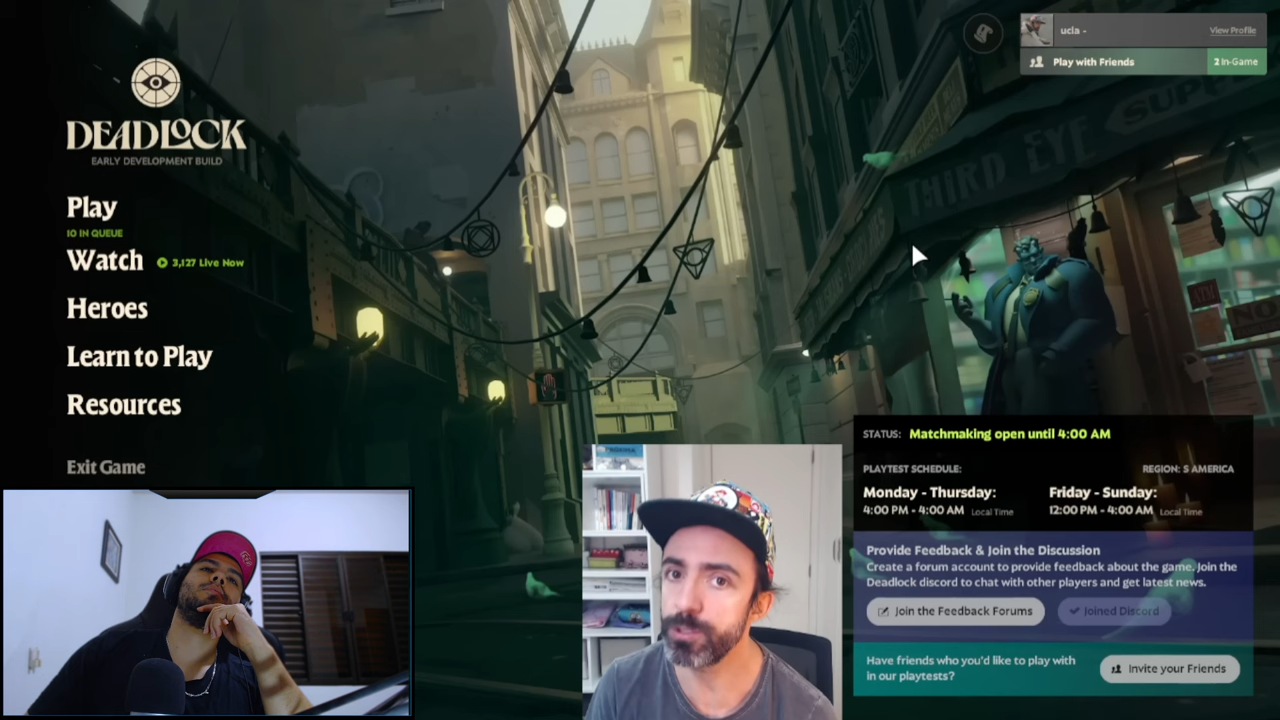 DEADLOCK
EARLY DEVELOPMENT BUILD
Play
10 IN QUEUE
Watch
3,127 Live Now
Heroes
Learn to Play
Resources
Exit Game
ucla -
View Profile
Play with Friends
2 In-Game
THIRD EYE
STATUS: Matchmaking open until 4:00 AM
PLAYTEST SCHEDULE:
REGION: S AMERICA
Monday - Thursday:
4:00 PM - 4:00 AM Local Time
Friday - Sunday:
12:00 PM - 4:00 AM Local Time
Provide Feedback & Join the Discussion
Create a forum account to provide feedback about the game. Join the
Deadlock discord to chat with other players and get latest news.
Join the Feedback Forums
Joined Discord
Have friends who you'd like to play with
in our playtests?
Invite your Friends